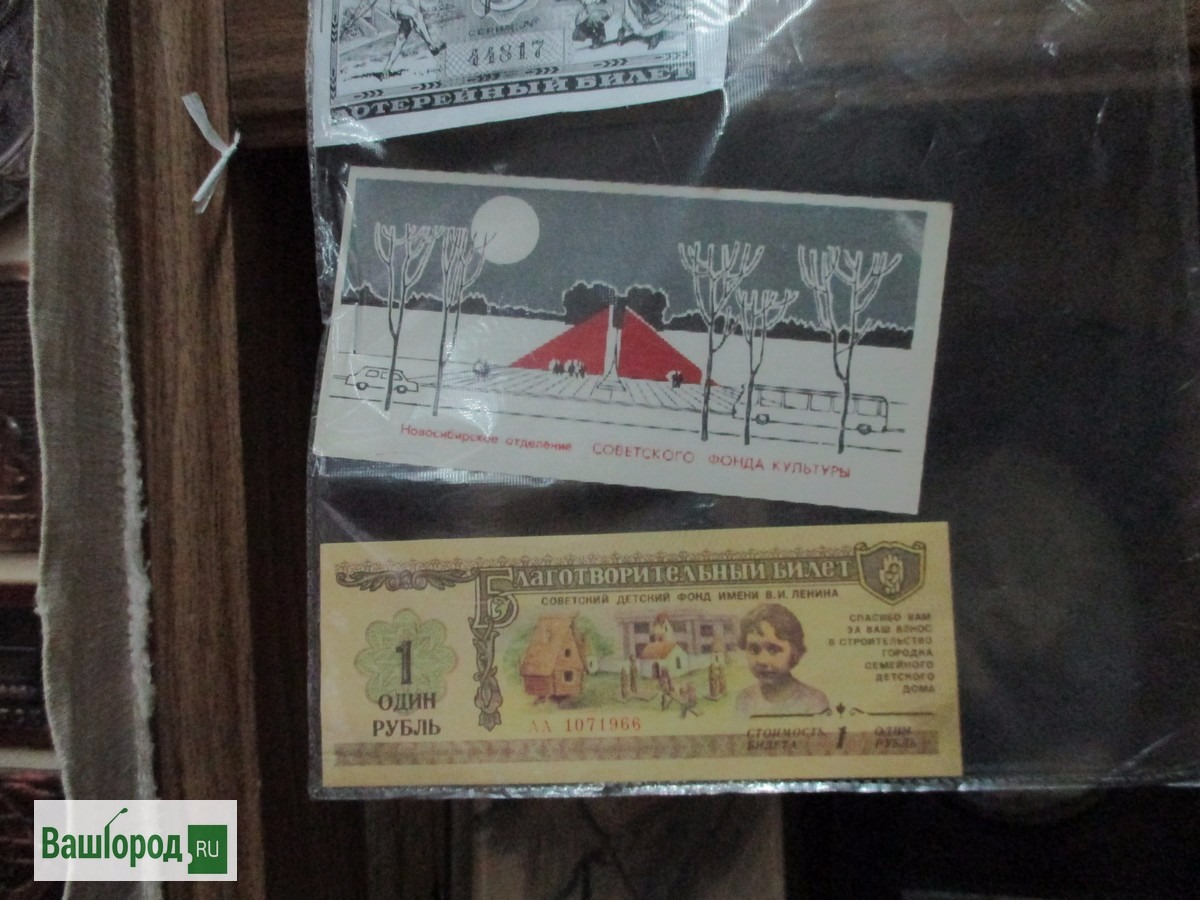 44817
ЛОТЕРЕЙНЫЙ БИЛЕТ
Новосибирское отделение СОВЕТСКОГО ФОНДА КУЛЬТУРЫ
БЛАГОТВОРИТЕЛЬНЫЙ БИЛЕТ
СОВЕТСКИЙ ДЕТСКИЙ ФОНД ИМЕНИ В.И. ЛЕНИНА
СПАСИБО ВАМ
ЗА ВАШ ВЗНОС
В СТРОИТЕЛЬСТВО
ГОРОДКА
СЕМЕЙНОГО
ДЕТСКОГО
ДОМА
1
ОДИН
РУБЛЬ
АА 1071966
СТОИМОСТЬ
БИЛЕТА
1
ОДИН
РУБЛЬ
ВашГород.RU